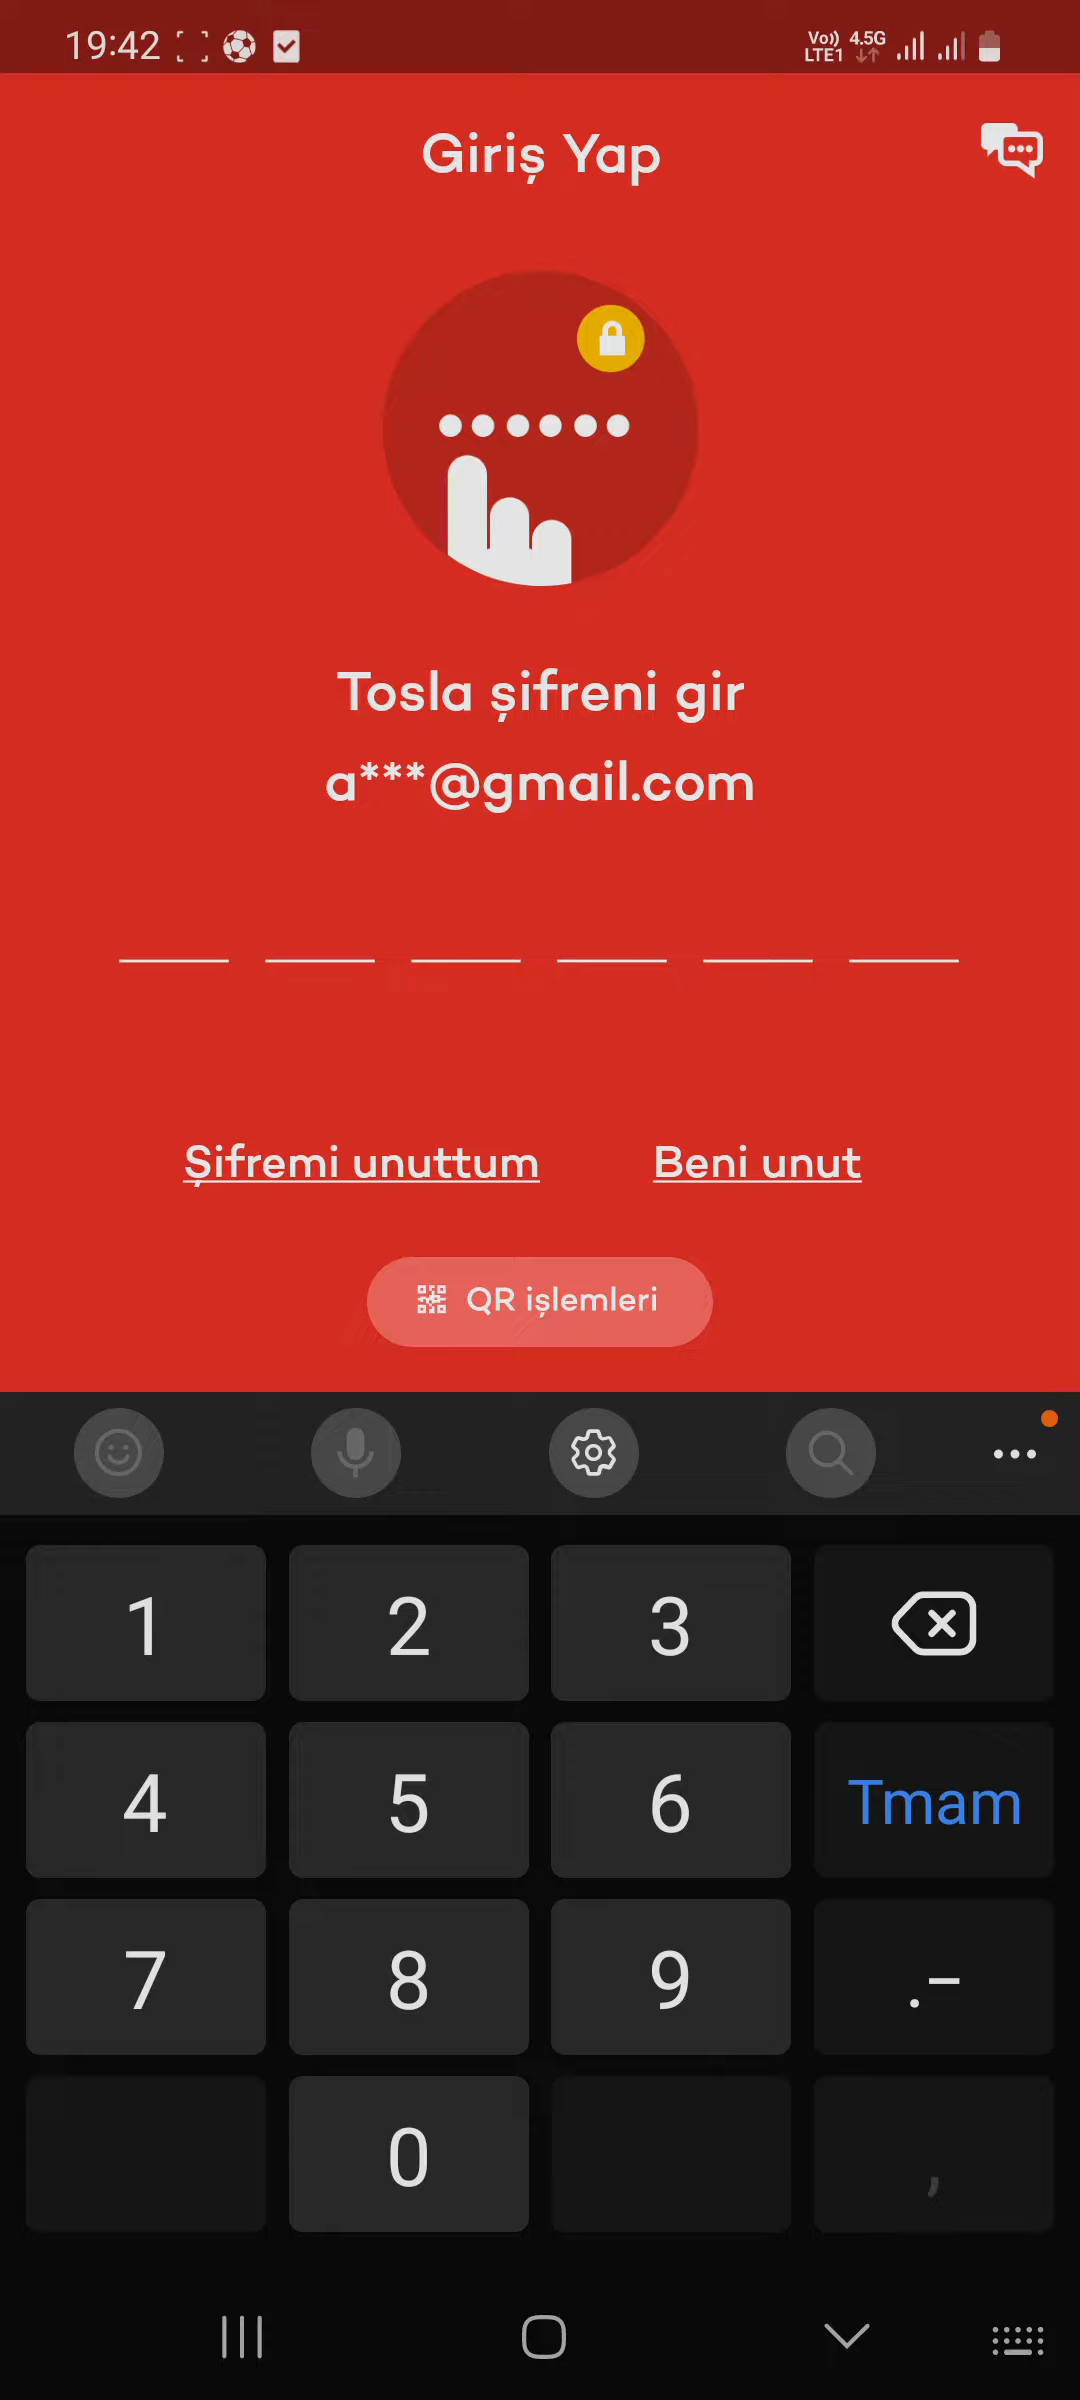 19:42
Vo)) LTE1 4.5G
Giriş Yap
Tosla şifreni gir
a***@gmail.com
Şifremi unuttum Beni unut
QR işlemleri
1 2 3
4 5 6 Tmam
7 8 9 .-
0 ,